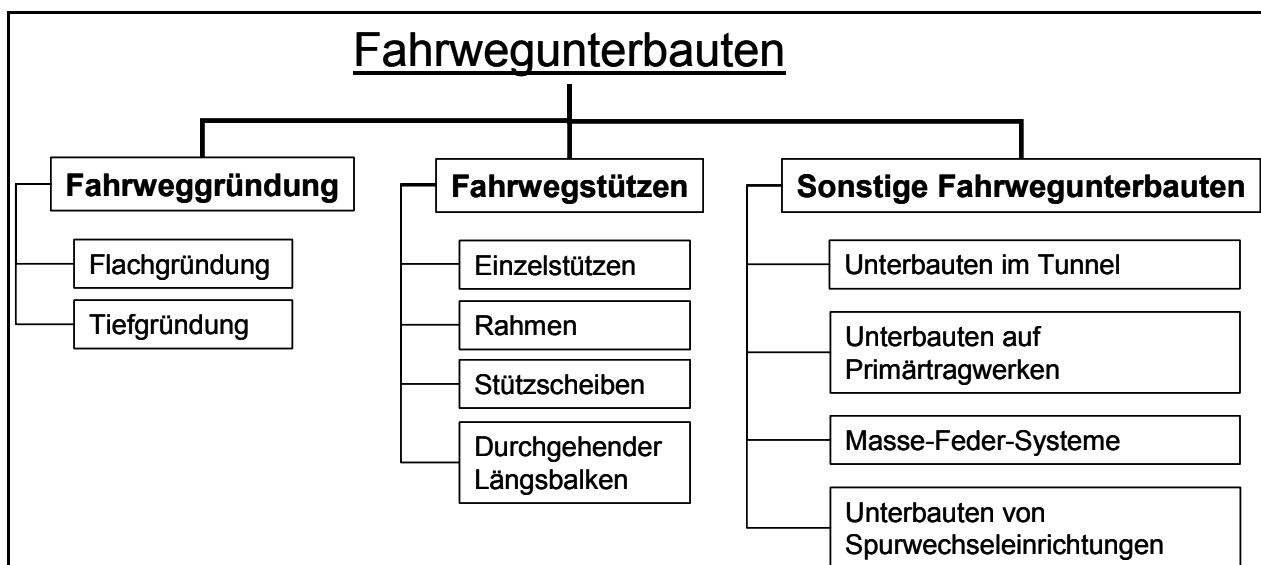 Fahrwegunterbauten
Fahrweggründung
Flachgründung
Tiefgründung
Fahrwegstützen
Einzelstützen
Rahmen
Stützscheiben
Durchgehender
Längsbalken
Sonstige Fahrwegunterbauten
Unterbauten im Tunnel
Unterbauten auf
Primärtragwerken
Masse-Feder-Systeme
Unterbauten von
Spurwechseleinrichtungen